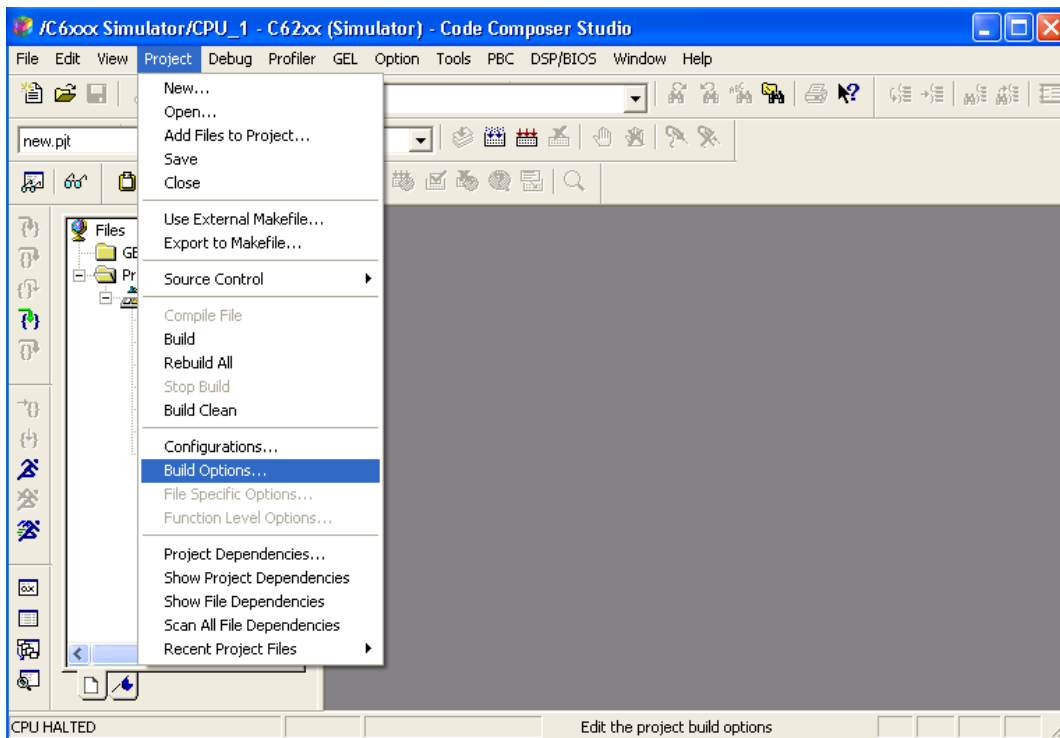 /C6xxx Simulator/CPU_1 - C62xx (Simulator) - Code Composer Studio
File Edit View Project Debug Profiler GEL Option Tools PBC DSP/BIOS Window Help
new.pjt
Files
GE
Pr
New...
Open...
Add Files to Project...
Save
Close
Use External Makefile...
Export to Makefile...
Source Control
Compile File
Build
Rebuild All
Stop Build
Build Clean
Configurations...
Build Options...
File Specific Options...
Function Level Options...
Project Dependencies...
Show Project Dependencies
Show File Dependencies
Scan All File Dependencies
Recent Project Files
CPU HALTED
Edit the project build options